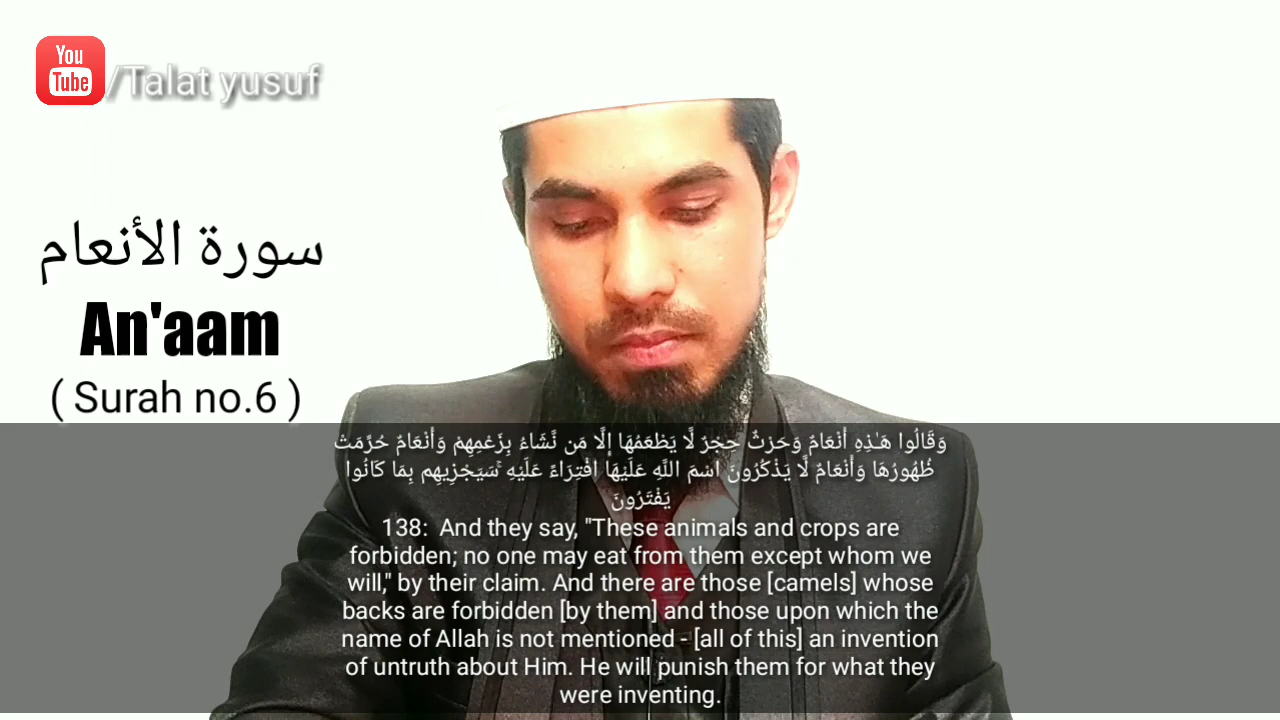 You
Tube
/Talat yusuf
سورة الأنعام
An'aam
( Surah no.6 )
وَقَالُوا هَـٰذِهِ أَنْعَامٌ وَحَرْثٌ حِجْرٌ لَّا يَطْعَمُهَا إِلَّا مَن نَّشَاءُ بِزَعْمِهِمْ وَأَنْعَامٌ حُرِّمَتْ
ظُهُورُهَا وَأَنْعَامٌ لَّا يَذْكُرُونَ اسْمَ اللَّهِ عَلَيْهَا افْتِرَاءً عَلَيْهِ ۚ سَيَجْزِيهِم بِمَا كَانُوا
يَفْتَرُونَ
138:  And they say, "These animals and crops are
forbidden; no one may eat from them except whom we
will," by their claim. And there are those [camels] whose
backs are forbidden [by them] and those upon which the
name of Allah is not mentioned - [all of this] an invention
of untruth about Him. He will punish them for what they
were inventing.